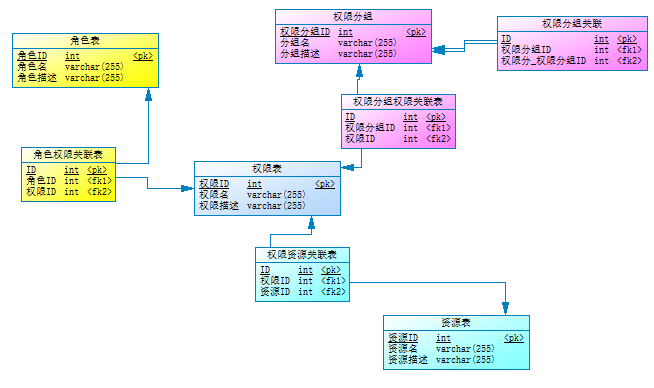 角色表
角色ID int <pk>
角色名 varchar(255)
角色描述 varchar(255)
权限分组
权限分组ID int <pk>
分组名 varchar(255)
分组描述 varchar(255)
权限分组关联
ID int <pk>
权限分组ID int <fk1>
权限分_权限分组ID int <fk2>
权限分组权限关联表
ID int <pk>
权限分组ID int <fk1>
权限ID int <fk2>
角色权限关联表
ID int <pk>
角色ID int <fk1>
权限ID int <fk2>
权限表
权限ID int <pk>
权限名 varchar(255)
权限描述 varchar(255)
权限资源关联表
ID int <pk>
权限ID int <fk1>
资源ID int <fk2>
资源表
资源ID int <pk>
资源名 varchar(255)
资源描述 varchar(255)